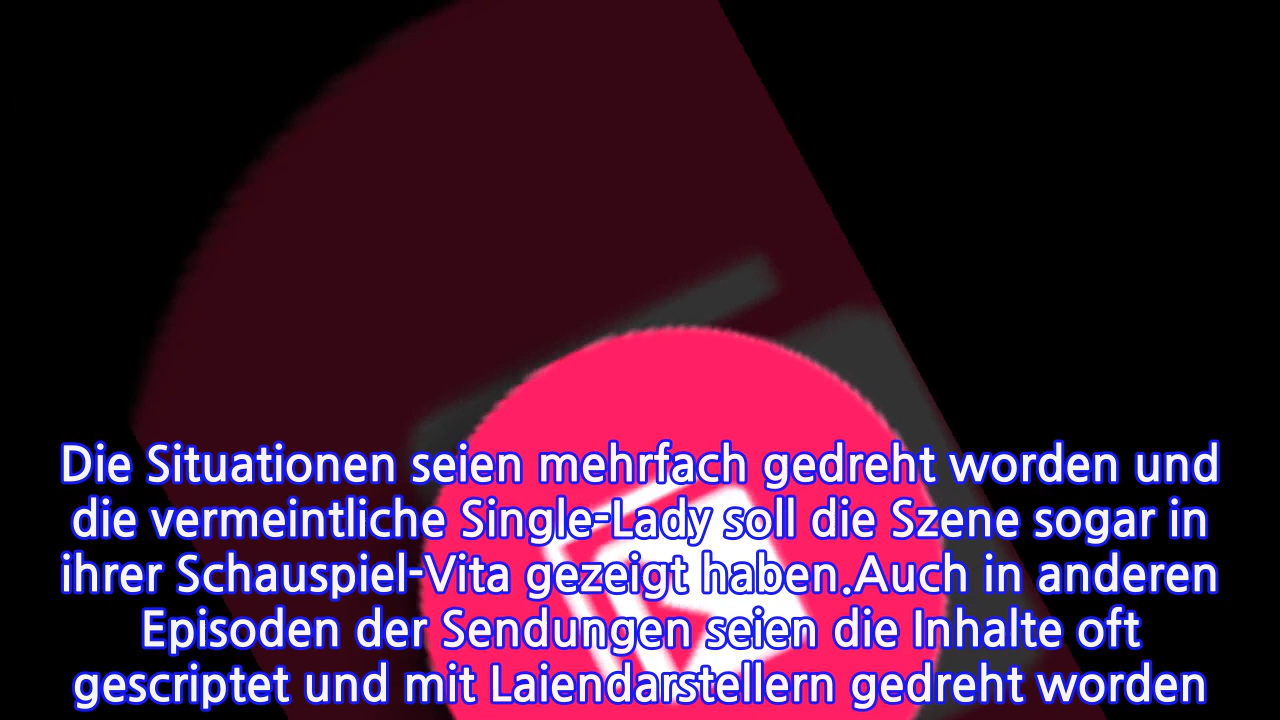 Die Situationen seien mehrfach gedreht worden und
die vermeintliche Single-Lady soll die Szene sogar in
ihrer Schauspiel-Vita gezeigt haben.Auch in anderen
Episoden der Sendungen seien die Inhalte oft
gescriptet und mit Laiendarstellern gedreht worden